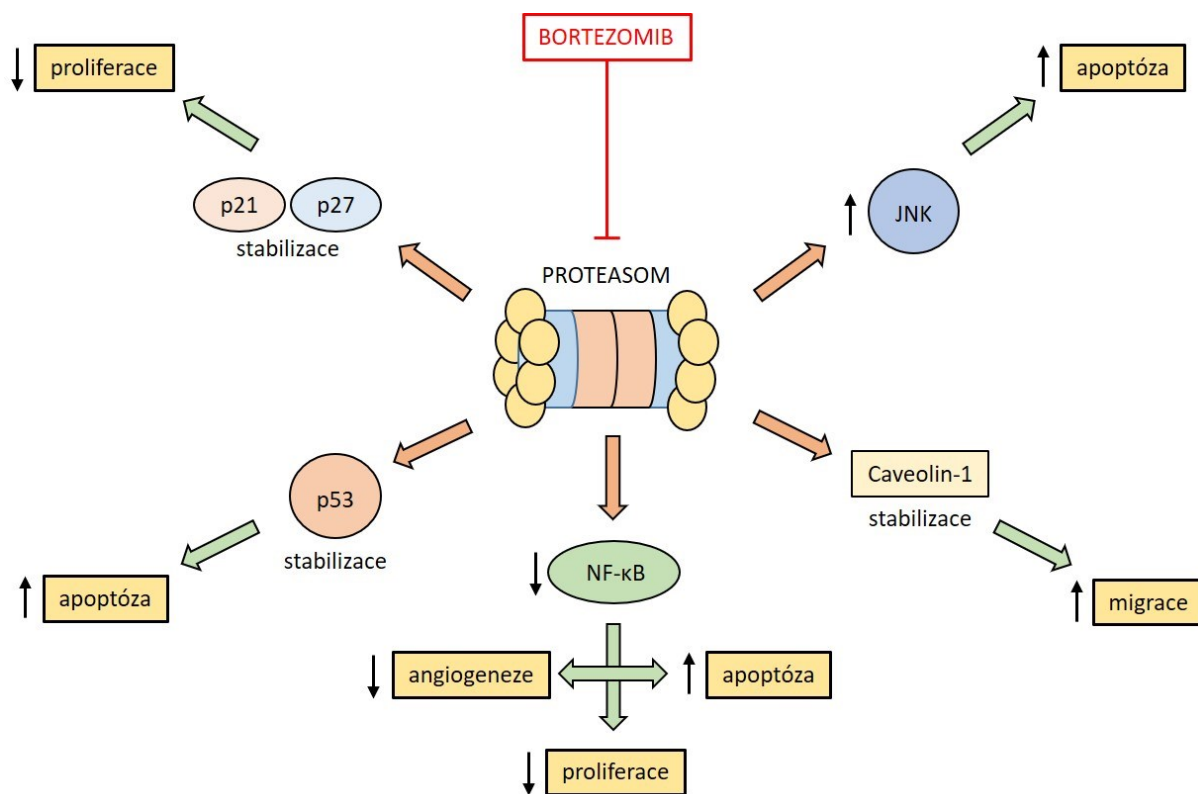 BORTEZOMIB
proliferace
apoptóza
p21
p27
stabilizace
JNK
PROTEASOM
p53
stabilizace
Caveolin-1
stabilizace
NF-κB
apoptóza
migrace
angiogeneze
apoptóza
proliferace